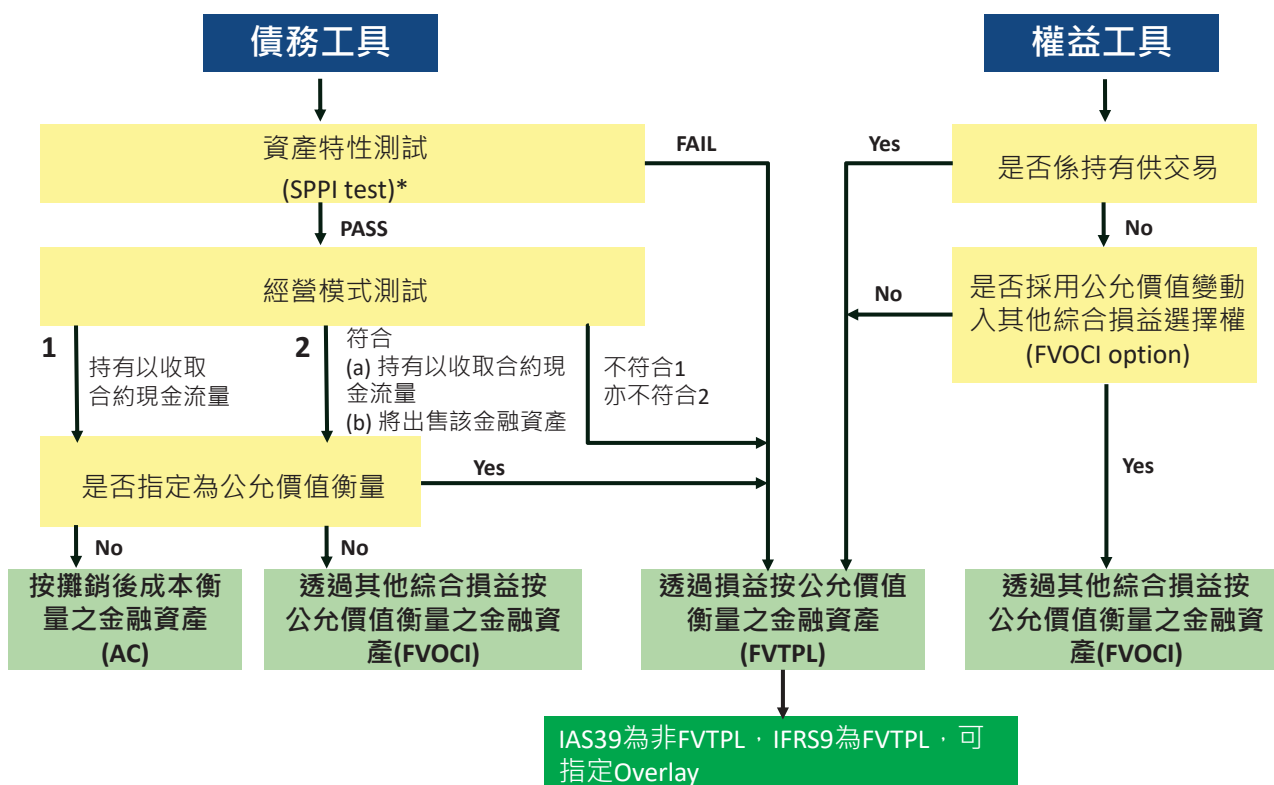 債務工具
權益工具
資產特性測試
(SPPI test)*
FAIL
Yes
是否係持有供交易
PASS
No
經營模式測試
No
是否採用公允價值變動
入其他綜合損益選擇權
(FVOCI option)
1
持有以收取
合約現金流量
2
符合
(a) 持有以收取合約現
金流量
(b) 將出售該金融資產
不符合1
亦不符合2
是否指定為公允價值衡量
Yes
Yes
No
No
按攤銷後成本衡
量之金融資產
(AC)
透過其他綜合損益按
公允價值衡量之金融資
產(FVOCI)
透過損益按公允價值
衡量之金融資產
(FVTPL)
透過其他綜合損益按
公允價值衡量之金融資
產(FVOCI)
IAS39為非FVTPL，IFRS9為FVTPL，可
指定Overlay